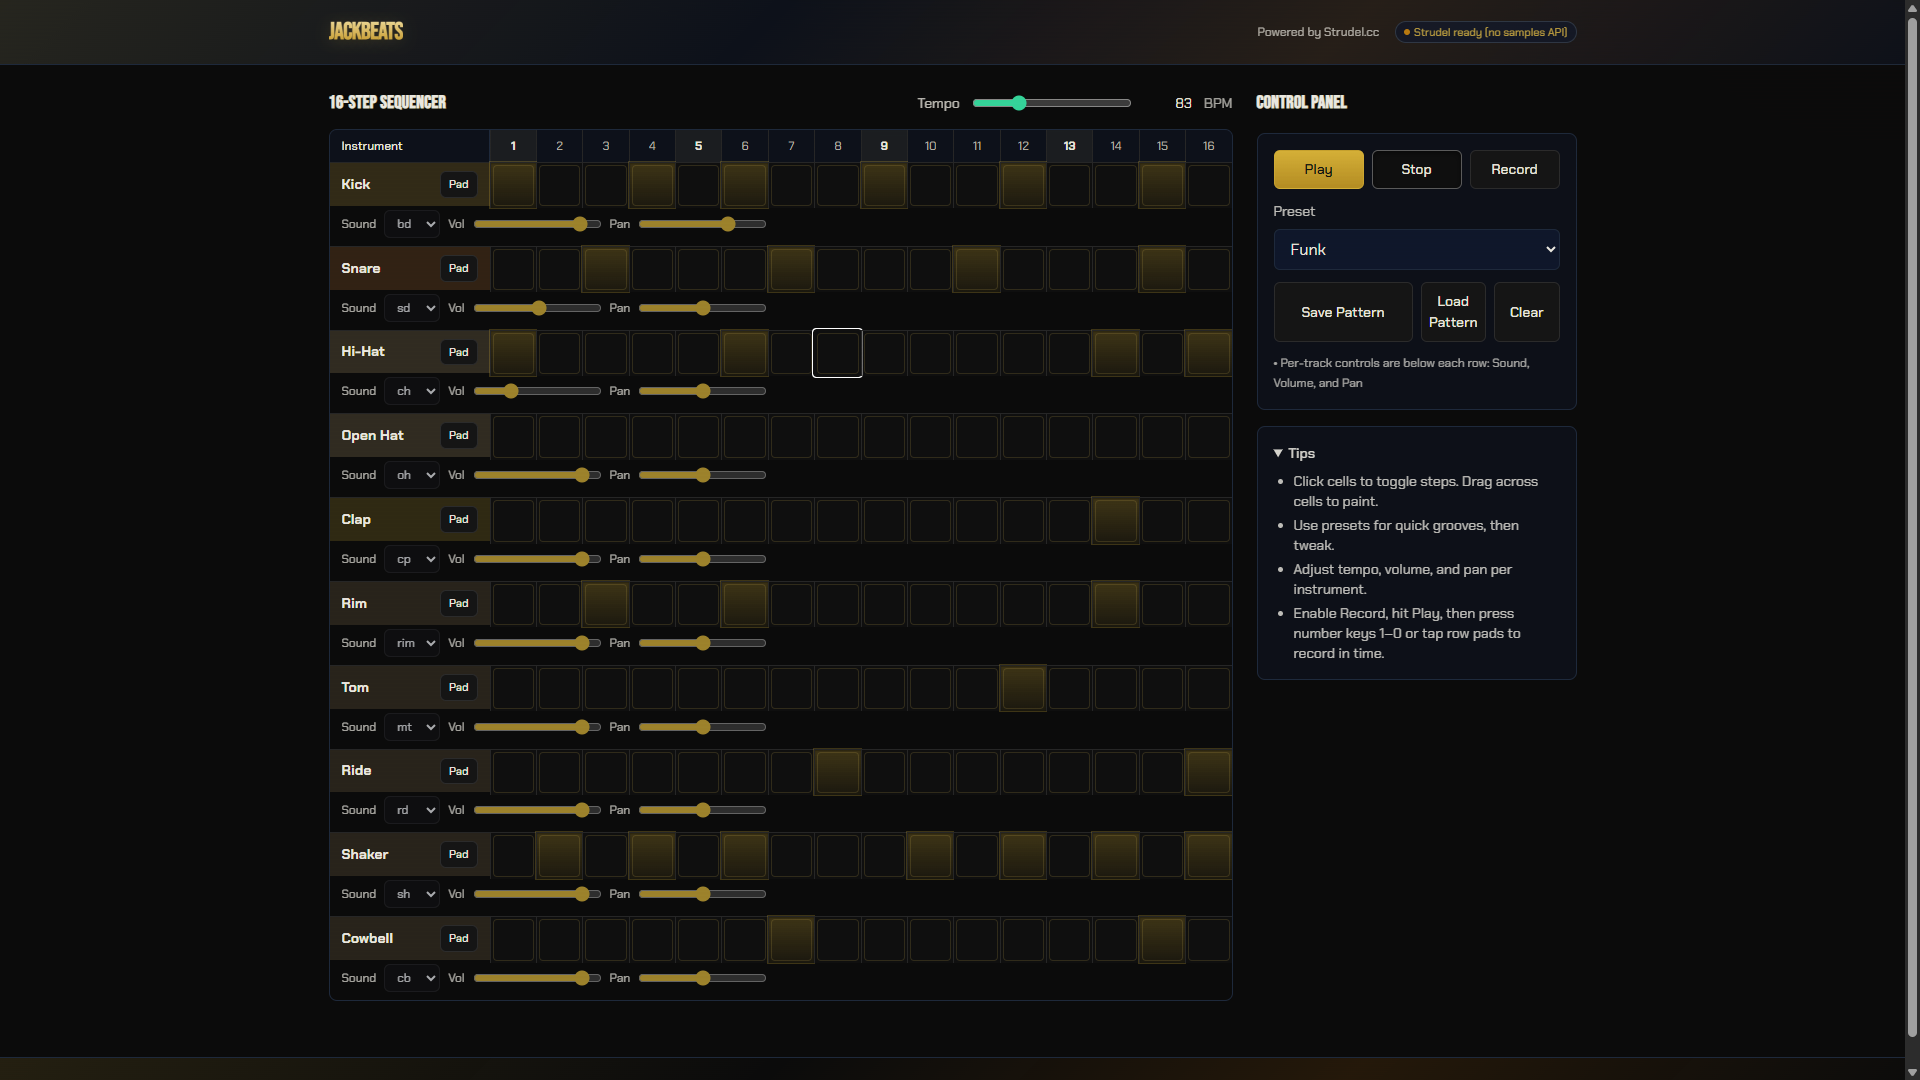 JACKBEATS
Powered by Strudel.cc
Strudel ready (no samples API)
16-STEP SEQUENCER
Tempo 83 BPM
Instrument 1 2 3 4 5 6 7 8 9 10 11 12 13 14 15 16
Kick Pad
Sound bd Vol Pan
Snare Pad
Sound sd Vol Pan
Hi-Hat Pad
Sound ch Vol Pan
Open Hat Pad
Sound oh Vol Pan
Clap Pad
Sound cp Vol Pan
Rim Pad
Sound rim Vol Pan
Tom Pad
Sound mt Vol Pan
Ride Pad
Sound rd Vol Pan
Shaker Pad
Sound sh Vol Pan
Cowbell Pad
Sound cb Vol Pan
CONTROL PANEL
Play Stop Record
Preset
Funk
Save Pattern
Load
Pattern
Clear
• Per-track controls are below each row: Sound,
Volume, and Pan
▼ Tips
• Click cells to toggle steps. Drag across
cells to paint.
• Use presets for quick grooves, then
tweak.
• Adjust tempo, volume, and pan per
instrument.
• Enable Record, hit Play, then press
number keys 1–0 or tap row pads to
record in time.